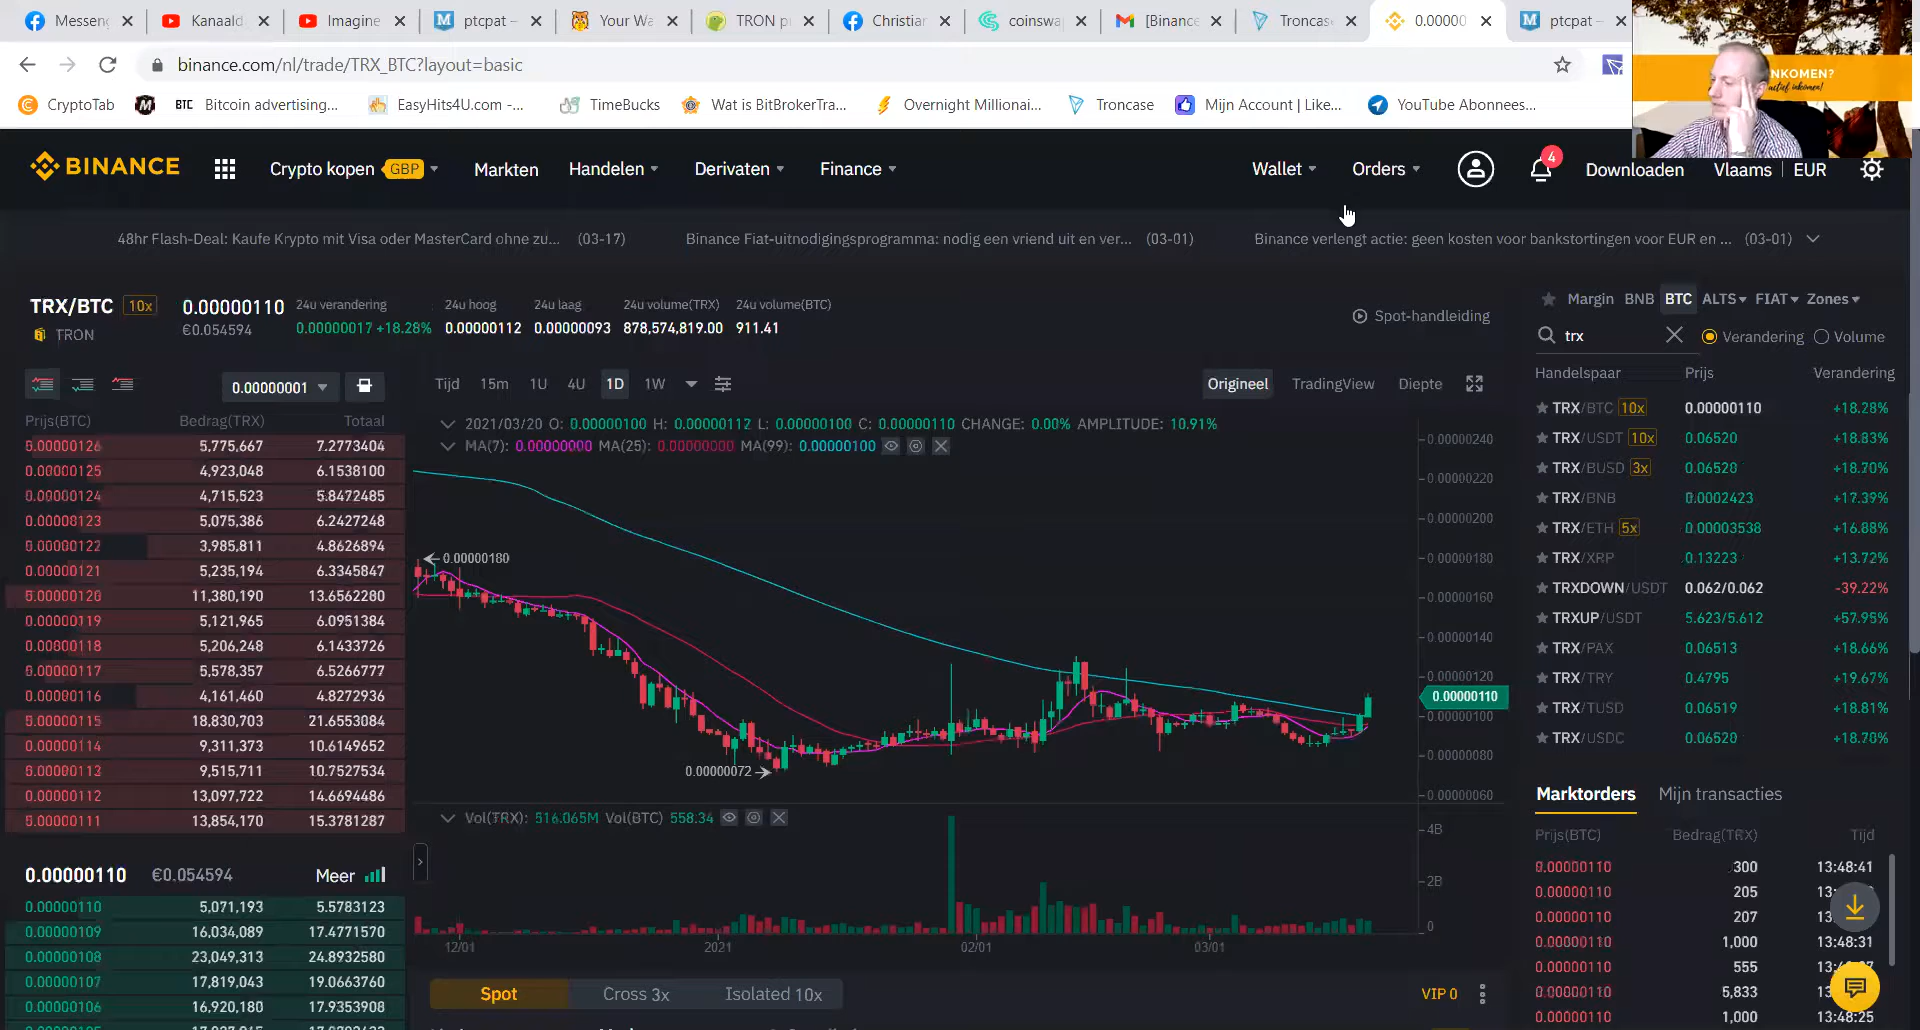 Messen
Kanaald
Imagine
ptcpat –
Your Wa
TRON p
Christian
coinswa
[Binance
Troncas
0.00000
ptcpat –
binance.com/nl/trade/TRX_BTC?layout=basic
CryptoTab
BTC Bitcoin advertising...
EasyHits4U.com -...
TimeBucks
Wat is BitBrokerTra...
Overnight Millionai...
Troncase
Mijn Account | Like...
YouTube Abonnees...
NKOMEN?
actief inkomen!
BINANCE
Crypto kopen GBP
Markten
Handelen
Derivaten
Finance
Wallet
Orders
4
Downloaden
Vlaams
EUR
48hr Flash-Deal: Kaufe Krypto mit Visa oder MasterCard ohne zu... (03-17)
Binance Fiat-uitnodigingsprogramma: nodig een vriend uit en ver... (03-01)
Binance verlengt actie: geen kosten voor bankstortingen voor EUR en ... (03-01)
TRX/BTC 10x
TRON
0.00000110
€0.054594
24u verandering
0.00000017 +18.28%
24u hoog
0.00000112
24u laag
0.00000093
24u volume(TRX)
878,574,819.00
24u volume(BTC)
911.41
Spot-handleiding
0.00000001
Prijs(BTC) Bedrag(TRX) Totaal
0.00000126 5,775,667 7.2773404
0.00000125 4,923,048 6.1538100
0.00000124 4,715,523 5.8472485
0.00000123 5,075,386 6.2427248
0.00000122 3,985,811 4.8626894
0.00000121 5,235,194 6.3345847
0.00000120 11,380,190 13.6562280
0.00000119 5,121,965 6.0951384
0.00000118 5,206,248 6.1433726
0.00000117 5,578,357 6.5266777
0.00000116 4,161,460 4.8272936
0.00000115 18,830,703 21.6553084
0.00000114 9,311,373 10.6149652
0.00000113 9,515,711 10.7527534
0.00000112 13,097,722 14.6694486
0.00000111 13,854,170 15.3781287
0.00000110 €0.054594 Meer
0.00000110 5,071,193 5.5783123
0.00000109 16,034,089 17.4771570
0.00000108 23,049,313 24.8932580
0.00000107 17,819,043 19.0663760
0.00000106 16,920,180 17.9353908
Tijd 15m 1U 4U 1D 1W
Origineel TradingView Diepte
2021/03/20 O: 0.00000100 H: 0.00000112 L: 0.00000100 C: 0.00000110 CHANGE: 0.00% AMPLITUDE: 10.91%
MA(7): 0.00000000 MA(25): 0.00000000 MA(99): 0.00000100
0.00000240
0.00000220
0.00000200
0.00000180
0.00000160
0.00000140
0.00000120
0.00000110
0.00000100
0.00000080
0.00000060
0.00000180
0.00000072
Vol(TRX): 516.065M Vol(BTC) 558.34
4B
2B
0
12/01 2021 02/01 03/01
Spot Cross 3x Isolated 10x
VIP 0
Margin BNB BTC ALTS FIAT Zones
trx
Verandering Volume
Handelspaar Prijs Verandering
TRX/BTC 10x 0.00000110 +18.28%
TRX/USDT 10x 0.06520 +18.83%
TRX/BUSD 3x 0.06520 +18.70%
TRX/BNB 0.0002423 +17.39%
TRX/ETH 5x 0.00003538 +16.88%
TRX/XRP 0.13223 +13.72%
TRXDOWN/USDT 0.062/0.062 -39.22%
TRXUP/USDT 5.623/5.612 +57.95%
TRX/PAX 0.06513 +18.66%
TRX/TRY 0.4795 +19.67%
TRX/TUSD 0.06519 +18.81%
TRX/USDC 0.06520 +18.70%
Marktorders Mijn transacties
Prijs(BTC) Bedrag(TRX) Tijd
0.00000110 300 13:48:41
0.00000110 205
0.00000110 207
0.00000110 1,000 13:48:31
0.00000110 555
0.00000110 5,833
0.00000110 1,000 13:48:25